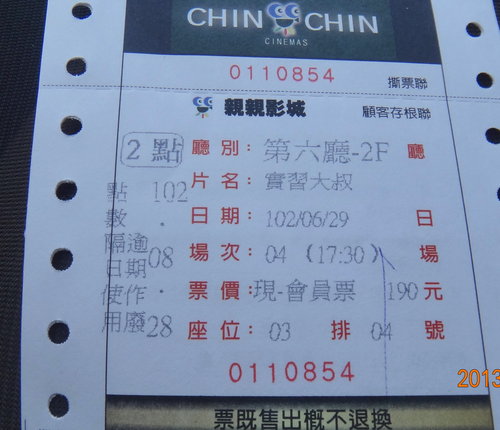 CHIN CHIN
CINEMAS
0110854 撕票聯
親親影城 顧客存根聯
2點 廳別：第六廳-2F 廳
片名：實習大叔
日期：102/06/29 日
場次：04 (17:30) 場
票價：現-會員票 190元
座位：03 排 04 號
點數 102.08.28
隔日使用
逾期作廢
0110854
票既售出概不退換
2013